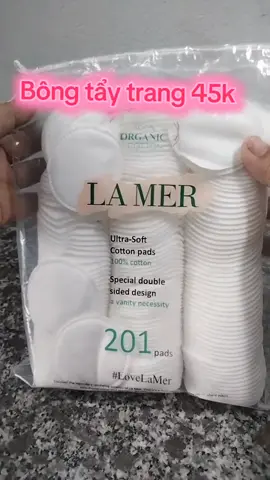 Bông tẩy trang 45k
ORGANIC
LA MER
Ultra-Soft
Cotton pads
100% cotton
Special double
sided design
a vanity necessity
201 pads
#LoveLaMer